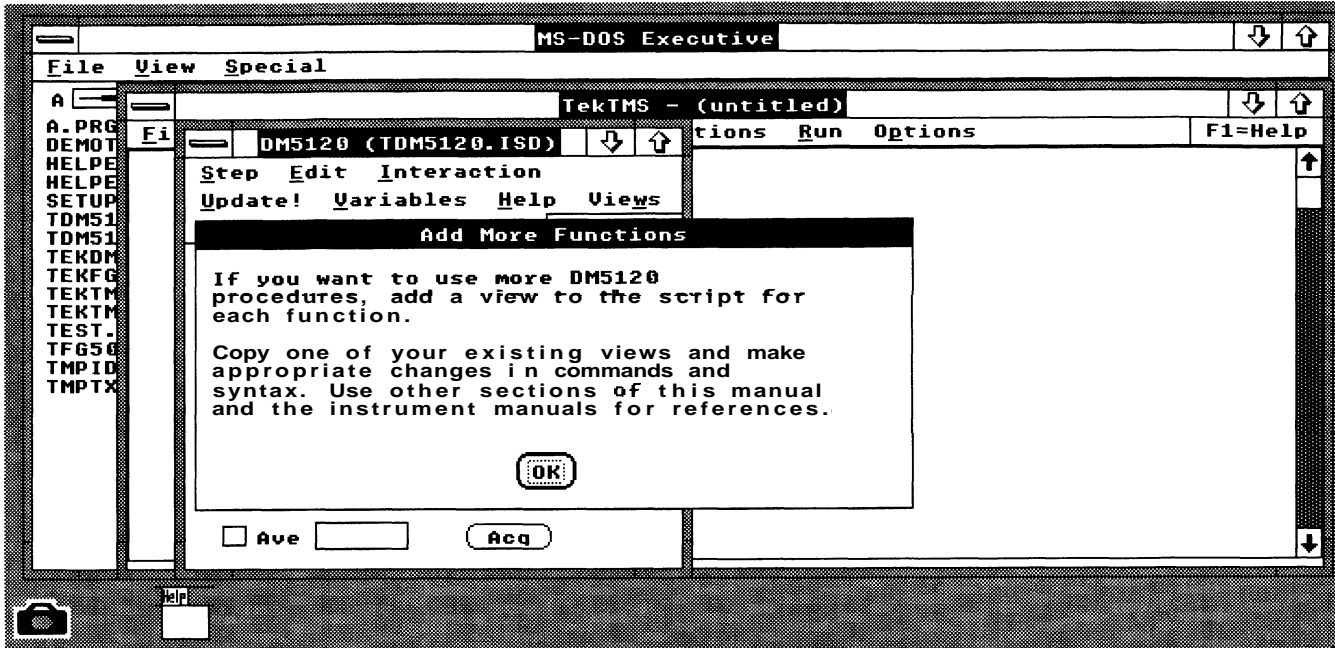 MS-DOS Executive
File View Special
A
TekTMS - (untitled)
A.PRG
DEMOT
HELPE
HELPE
SETUP
TDM51
TDM51
TEKDM
TEKFG
TEKTM
TEKTM
TEST.
TFG50
TMPID
TMPTX
Fi
tions Run Options F1=Help
DM5120 (TDM5120.ISD)
Step Edit Interaction
Update! Variables Help Views
Add More Functions
If you want to use more DM5120
procedures, add a view to the script for
each function.
Copy one of your existing views and make
appropriate changes in commands and
syntax. Use other sections of this manual
and the instrument manuals for references.
OK
Ave Acq
Help